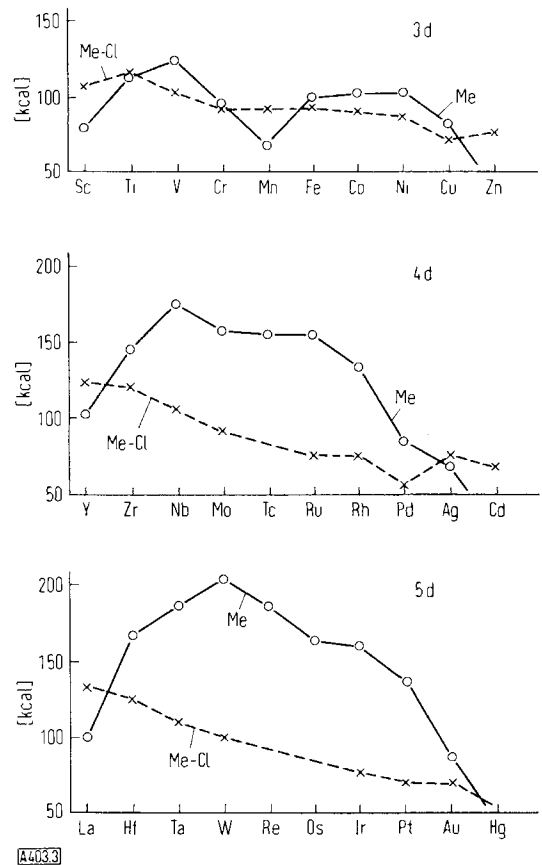 150
3d
Me-Cl
[kcal]
100
Me
50
Sc Ti V Cr Mn Fe Co Ni Cu Zn
200
4d
[kcal]
150
Me
100
Me-Cl
50
Y Zr Nb Mo Tc Ru Rh Pd Ag Cd
200
5d
Me
[kcal]
150
100
Me-Cl
50
La Hf Ta W Re Os Ir Pt Au Hg
A403.3